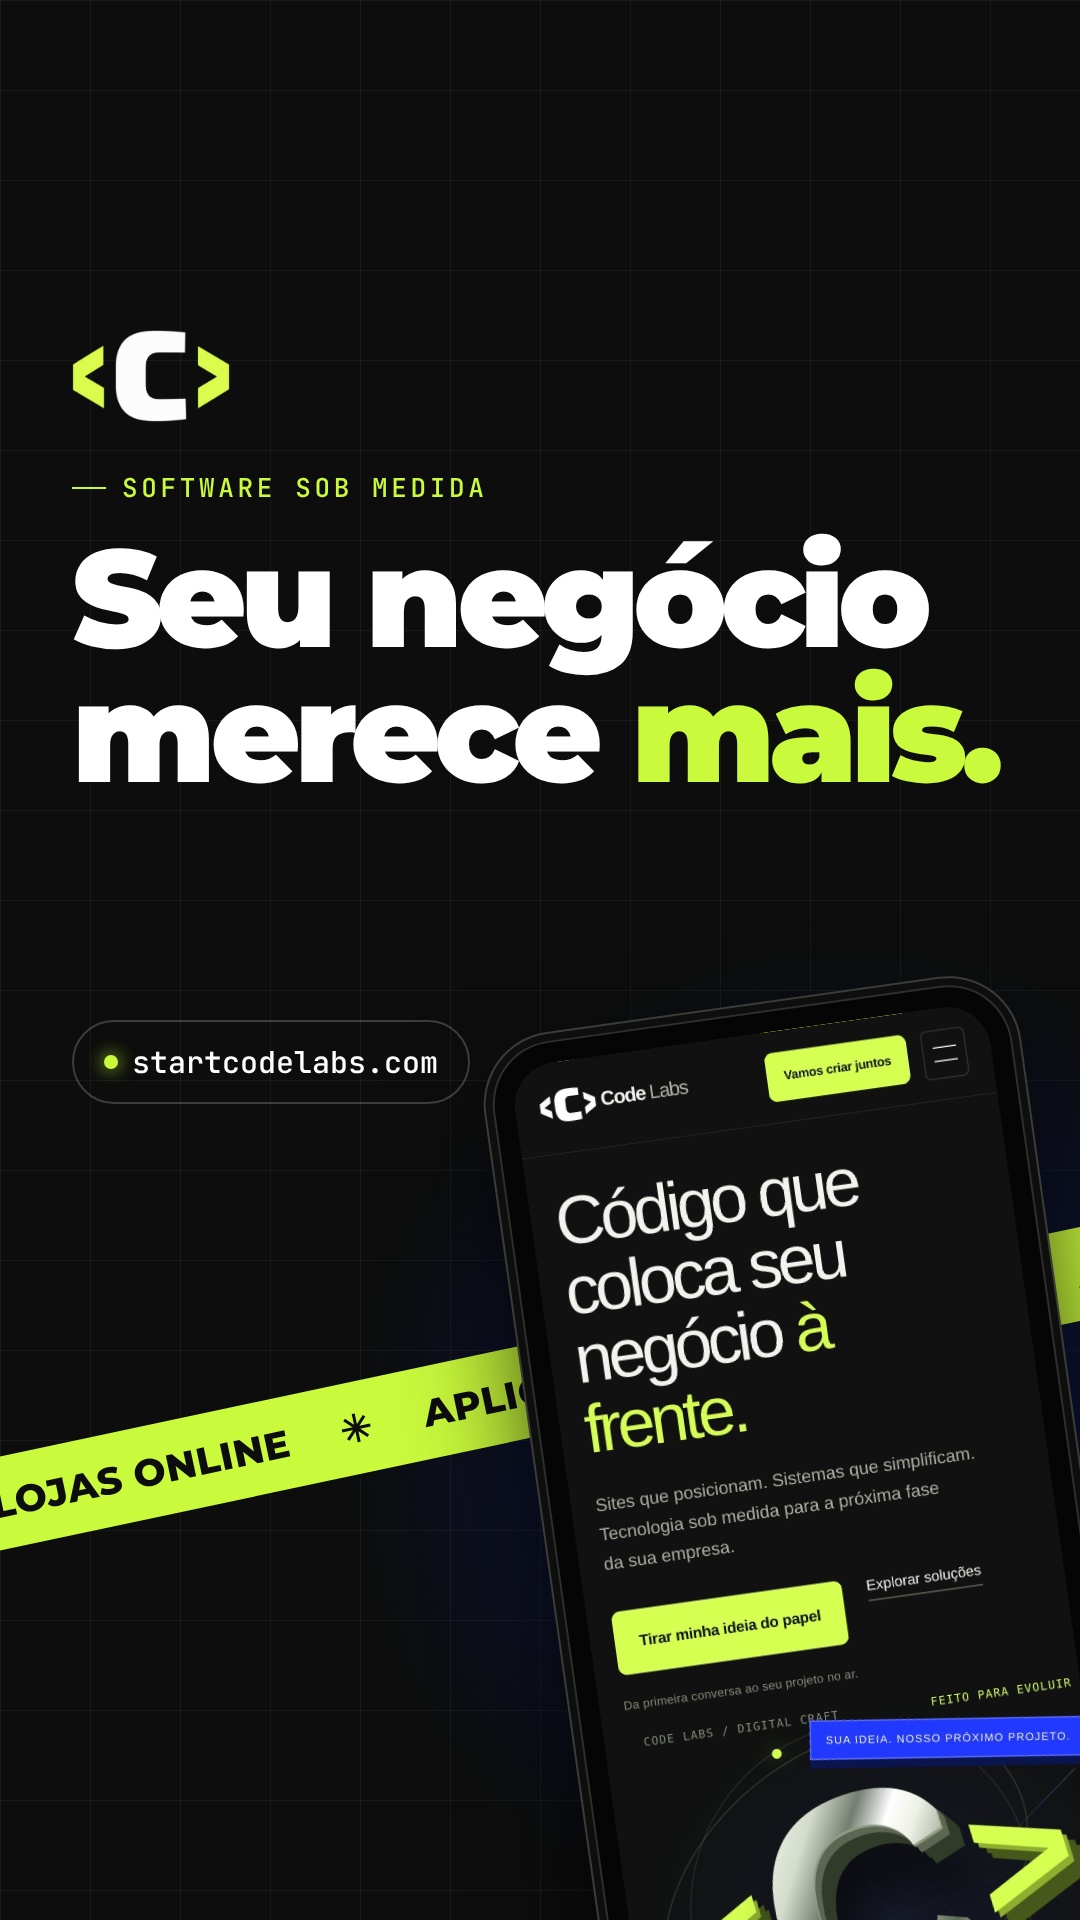 <C>
SOFTWARE SOB MEDIDA
Seu negócio
merece mais.
startcodelabs.com
<C> Code Labs
Vamos criar juntos
Código que
coloca seu
negócio à
frente.
LOJAS ONLINE ✳ APLIC
Sites que posicionam. Sistemas que simplificam.
Tecnologia sob medida para a próxima fase
da sua empresa.
Tirar minha ideia do papel
Explorar soluções
Da primeira conversa ao seu projeto no ar.
CODE LABS / DIGITAL CRAFT
FEITO PARA EVOLUIR
SUA IDEIA. NOSSO PRÓXIMO PROJETO.
<C>